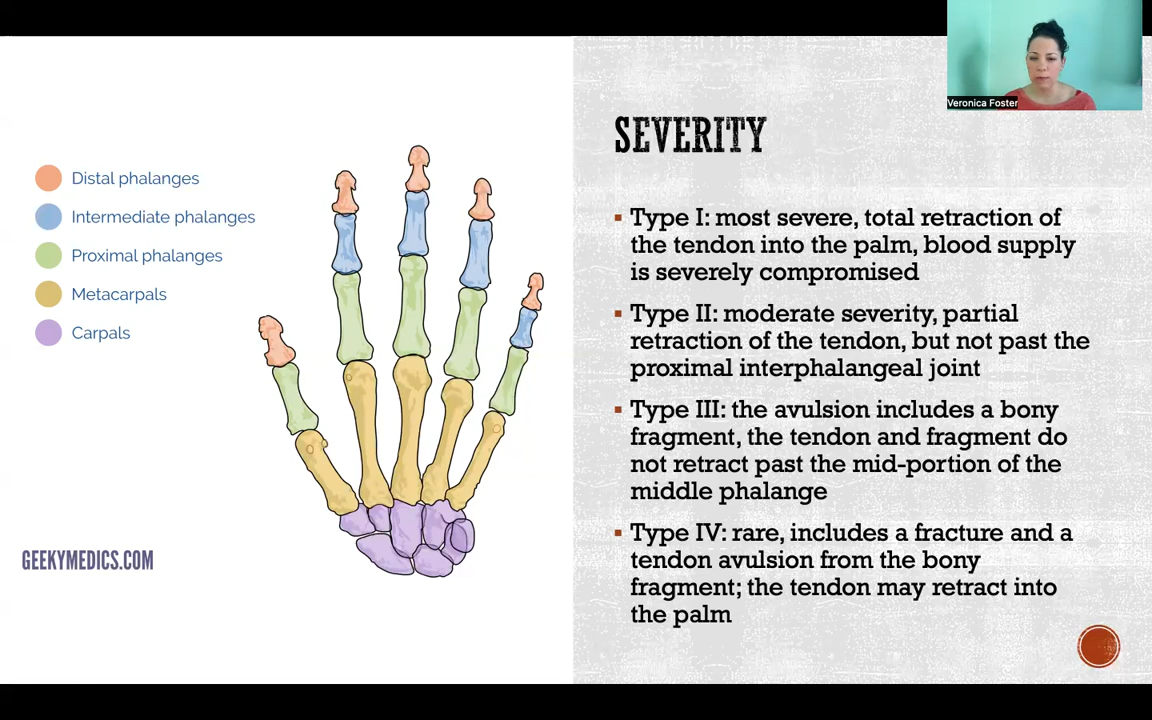 Distal phalanges
Intermediate phalanges
Proximal phalanges
Metacarpals
Carpals
GEEKYMEDICS.COM
Veronica Foster
SEVERITY
▪ Type I: most severe, total retraction of
the tendon into the palm, blood supply
is severely compromised
▪ Type II: moderate severity, partial
retraction of the tendon, but not past the
proximal interphalangeal joint
▪ Type III: the avulsion includes a bony
fragment, the tendon and fragment do
not retract past the mid-portion of the
middle phalange
▪ Type IV: rare, includes a fracture and a
tendon avulsion from the bony
fragment; the tendon may retract into
the palm